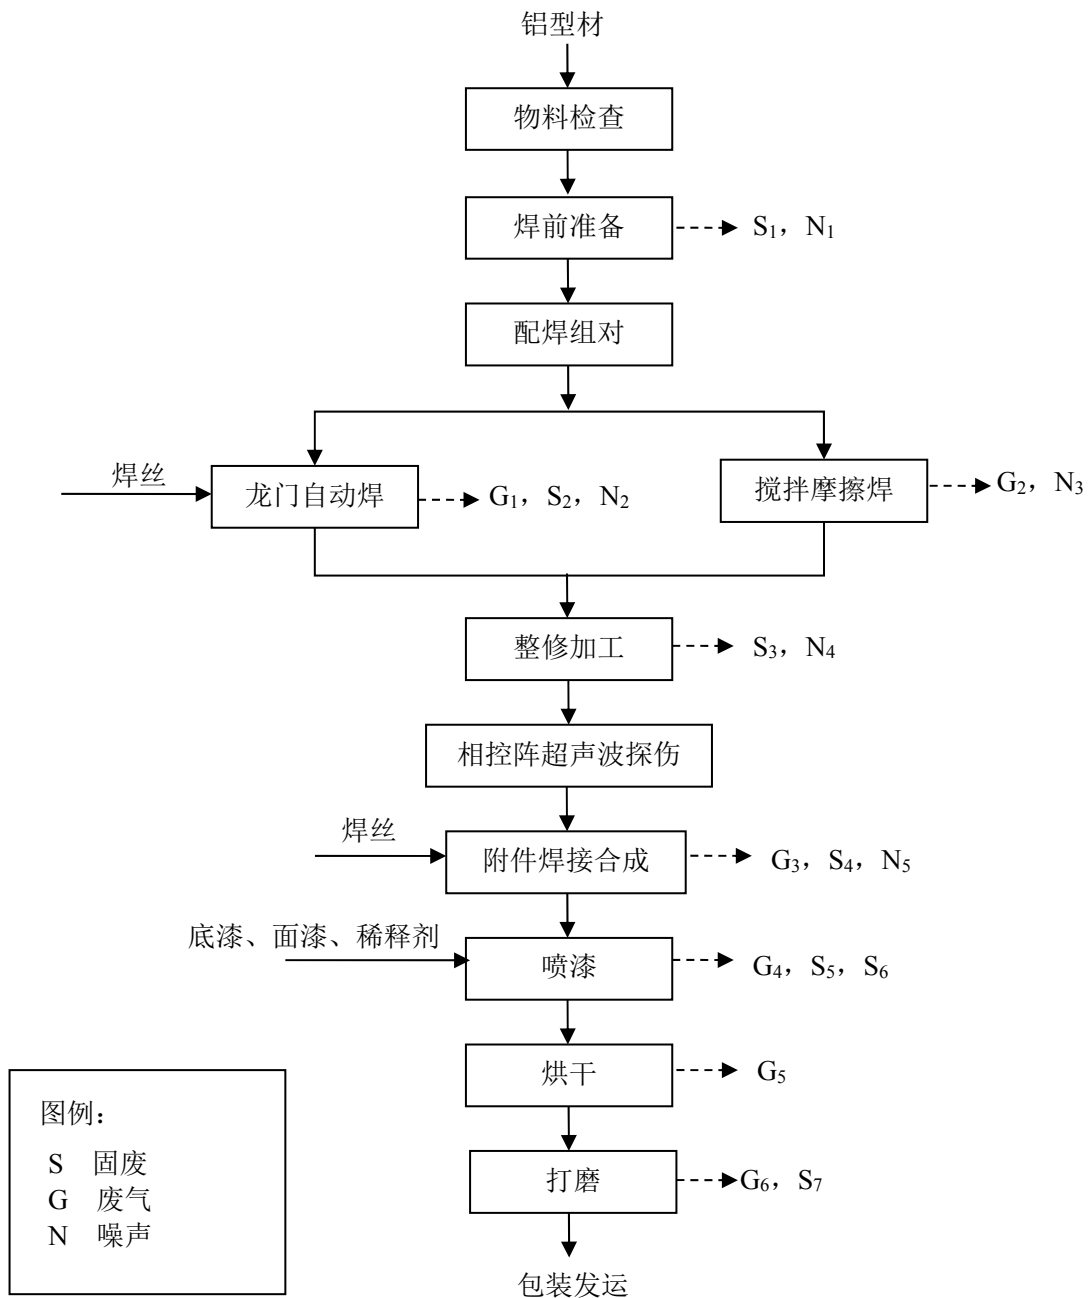 铝型材
物料检查
焊前准备
S₁，N₁
配焊组对
焊丝
龙门自动焊
G₁，S₂，N₂
搅拌摩擦焊
G₂，N₃
整修加工
S₃，N₄
相控阵超声波探伤
焊丝
附件焊接合成
G₃，S₄，N₅
底漆、面漆、稀释剂
喷漆
G₄，S₅，S₆
烘干
G₅
打磨
G₆，S₇
包装发运
图例：
S 固废
G 废气
N 噪声